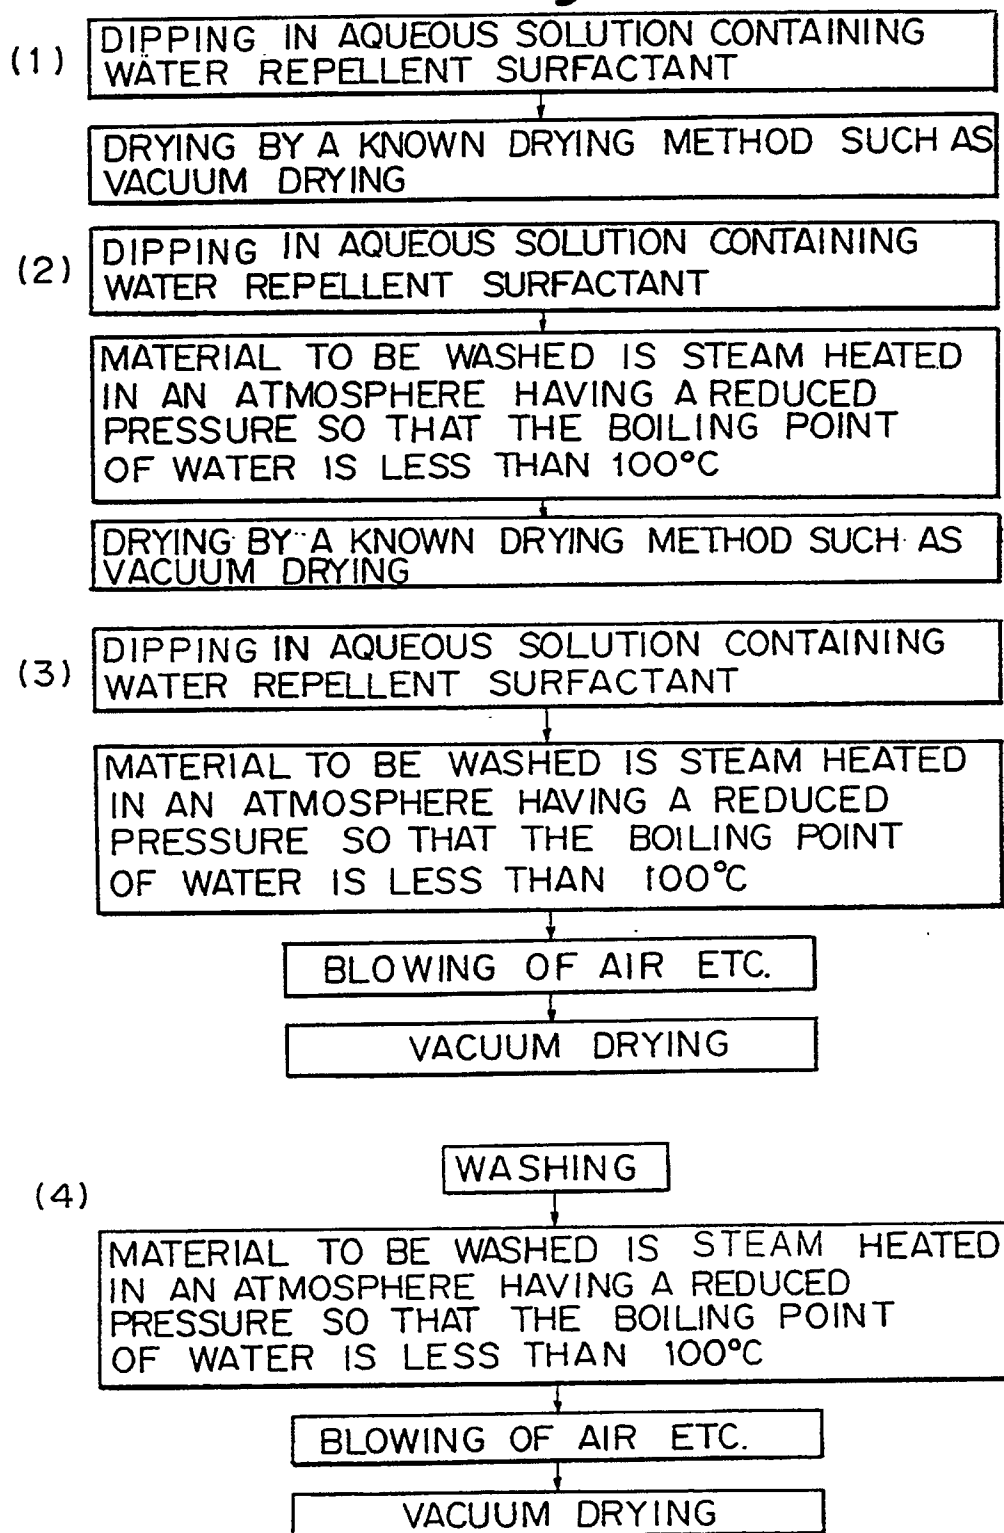 (1)
DIPPING IN AQUEOUS SOLUTION CONTAINING
WATER REPELLENT SURFACTANT
DRYING BY A KNOWN DRYING METHOD SUCH AS
VACUUM DRYING
(2)
DIPPING IN AQUEOUS SOLUTION CONTAINING
WATER REPELLENT SURFACTANT
MATERIAL TO BE WASHED IS STEAM HEATED
IN AN ATMOSPHERE HAVING A REDUCED
PRESSURE SO THAT THE BOILING POINT
OF WATER IS LESS THAN 100°C
DRYING BY A KNOWN DRYING METHOD SUCH AS
VACUUM DRYING
(3)
DIPPING IN AQUEOUS SOLUTION CONTAINING
WATER REPELLENT SURFACTANT
MATERIAL TO BE WASHED IS STEAM HEATED
IN AN ATMOSPHERE HAVING A REDUCED
PRESSURE SO THAT THE BOILING POINT
OF WATER IS LESS THAN 100°C
BLOWING OF AIR ETC.
VACUUM DRYING
(4)
WASHING
MATERIAL TO BE WASHED IS STEAM HEATED
IN AN ATMOSPHERE HAVING A REDUCED
PRESSURE SO THAT THE BOILING POINT
OF WATER IS LESS THAN 100°C
BLOWING OF AIR ETC.
VACUUM DRYING